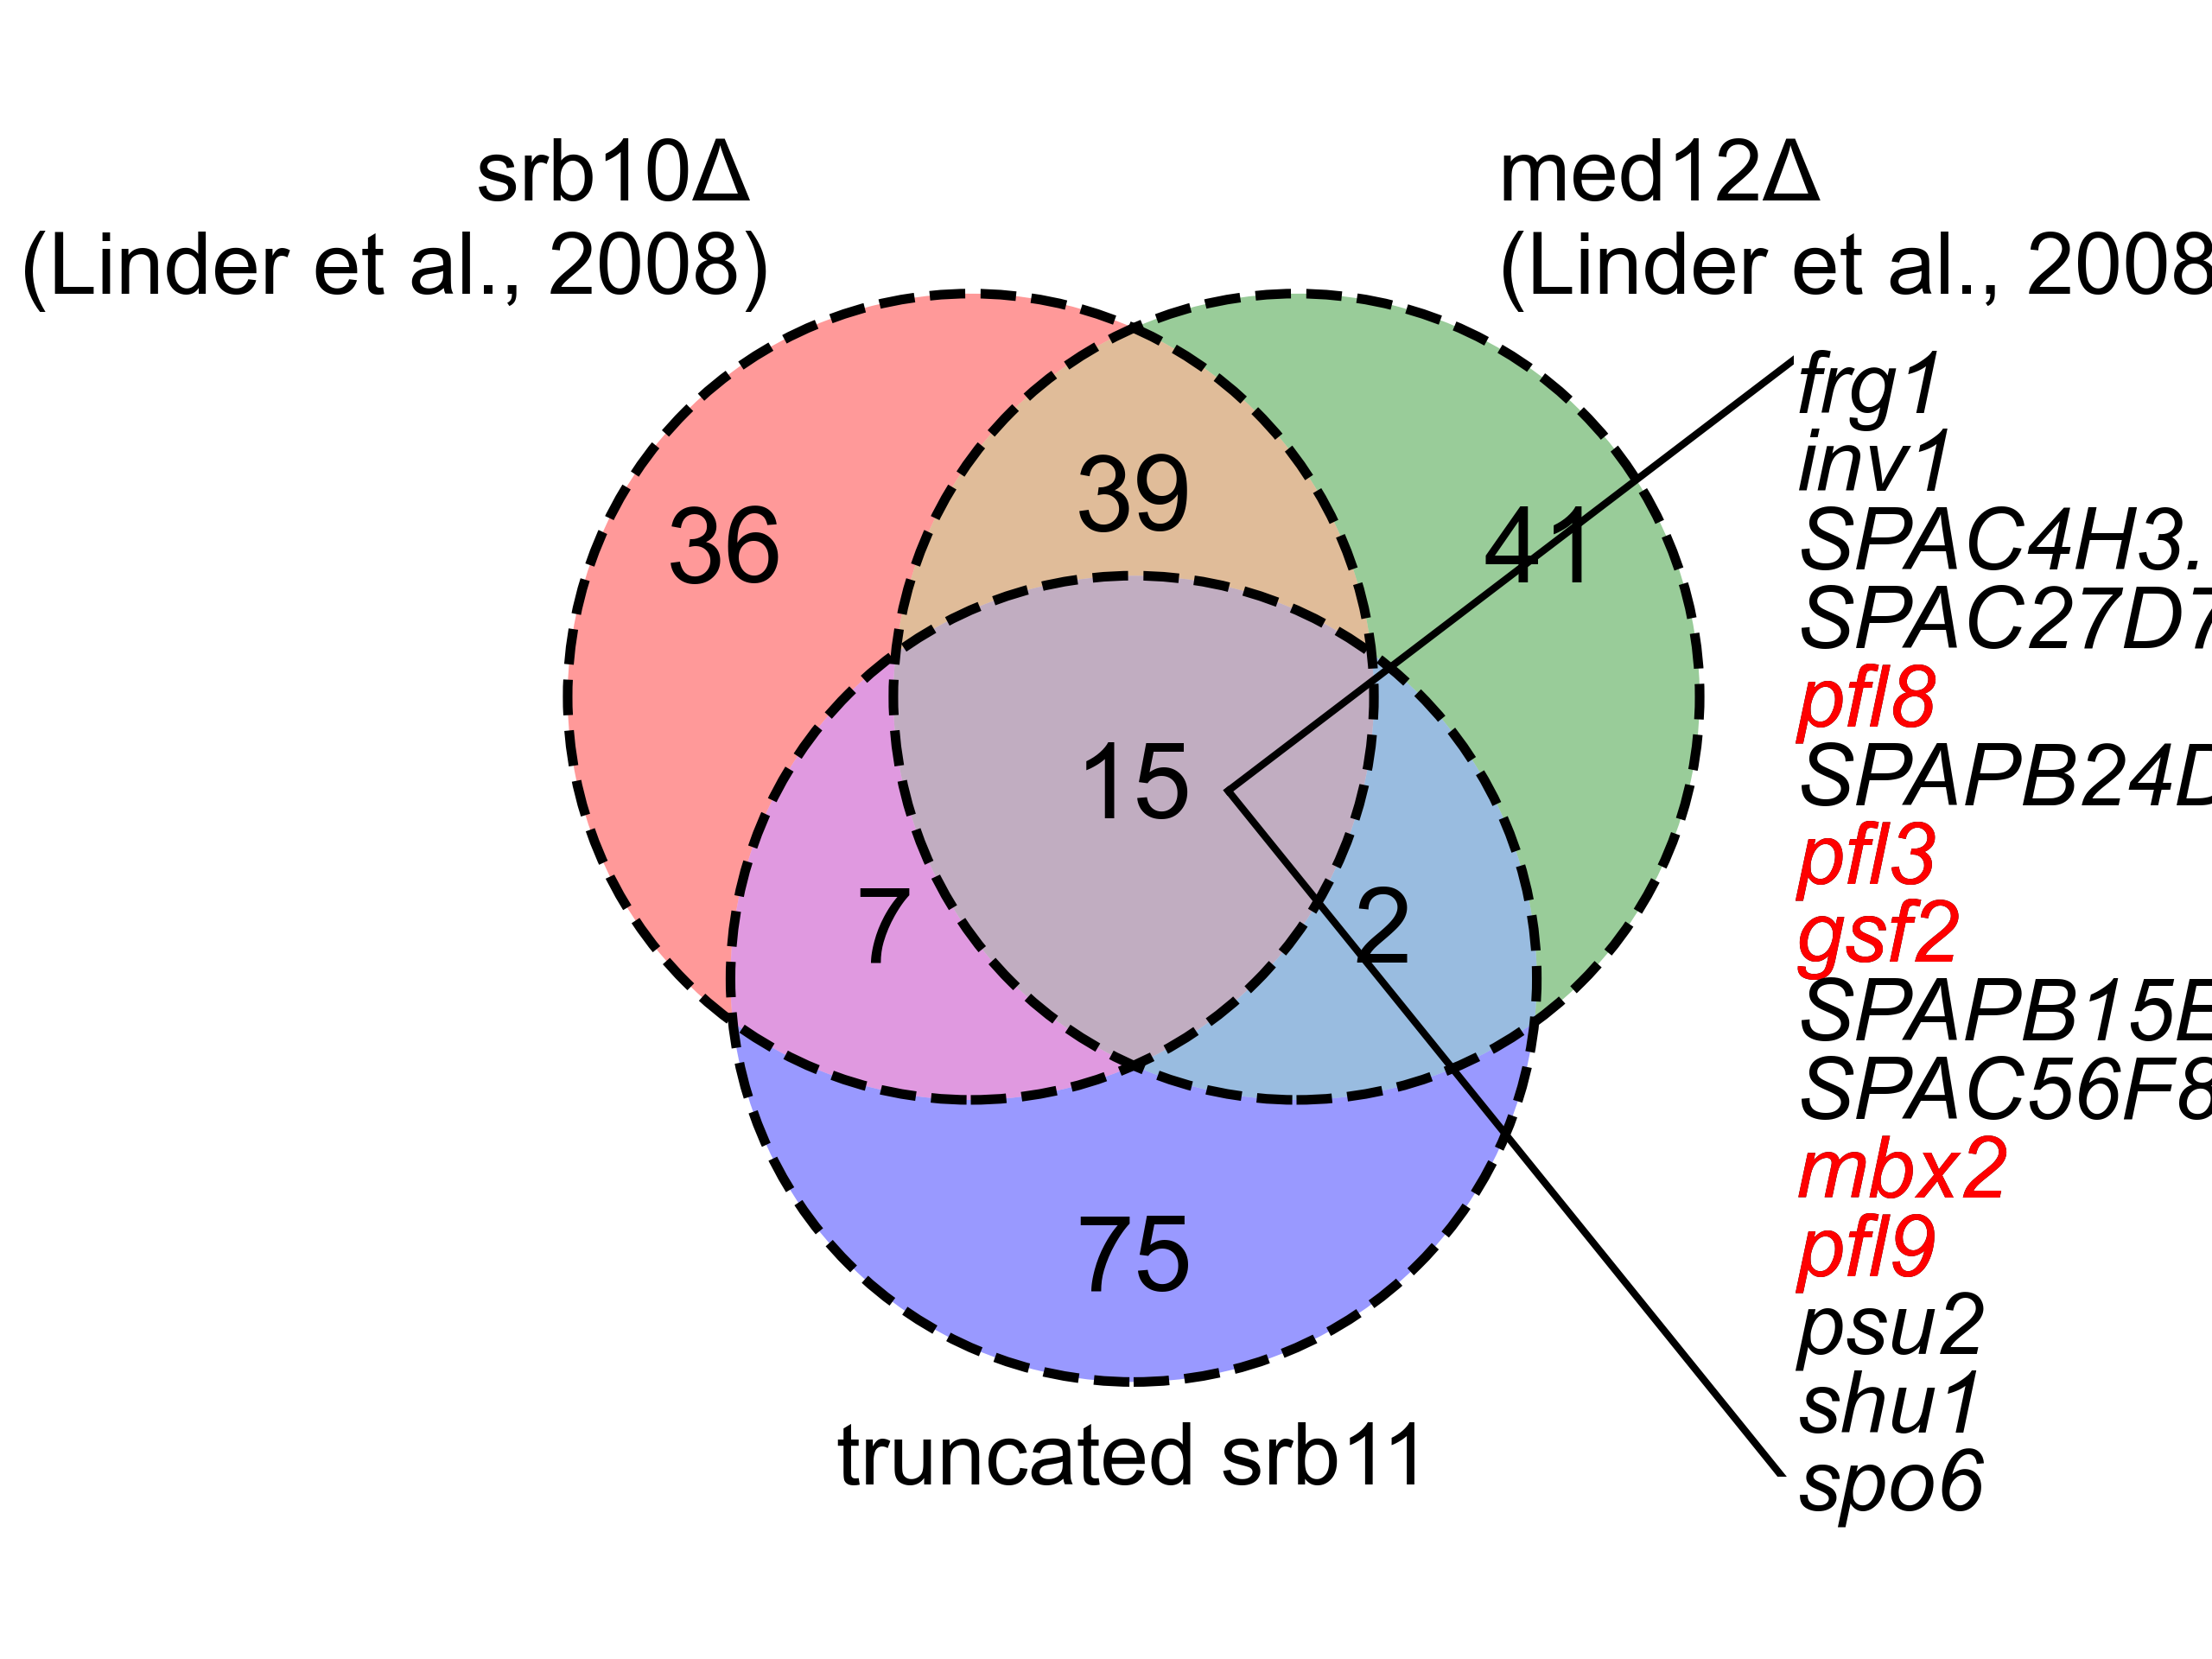 srb10Δ
(Linder et al., 2008)
med12Δ
(Linder et al., 2008
36
39
41
15
7
2
75
truncated srb11
frg1
inv1
SPAC4H3.
SPAC27D7
pfl8
SPAPB24D
pfl3
gsf2
SPAPB15E
SPAC56F8
mbx2
pfl9
psu2
shu1
spo6